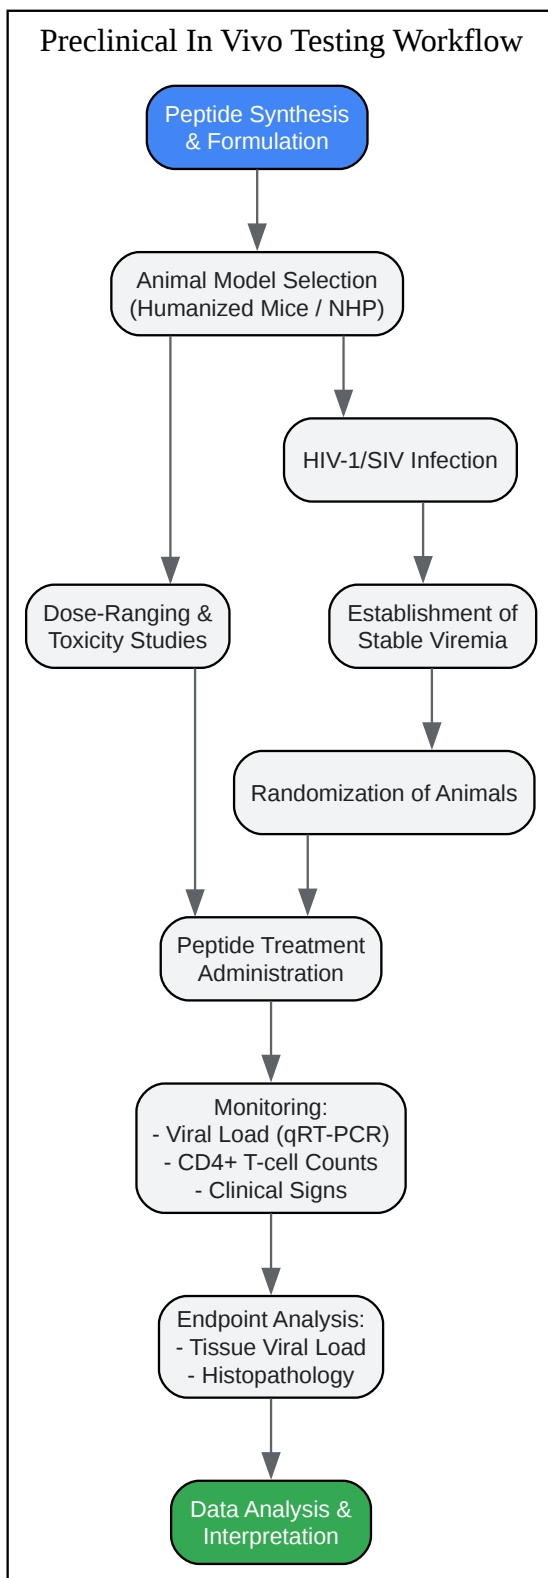 Preclinical In Vivo Testing Workflow
Peptide Synthesis
& Formulation
Animal Model Selection
(Humanized Mice / NHP)
HIV-1/SIV Infection
Dose-Ranging &
Toxicity Studies
Establishment of
Stable Viremia
Randomization of Animals
Peptide Treatment
Administration
Monitoring:
- Viral Load (qRT-PCR)
- CD4+ T-cell Counts
- Clinical Signs
Endpoint Analysis:
- Tissue Viral Load
- Histopathology
Data Analysis &
Interpretation